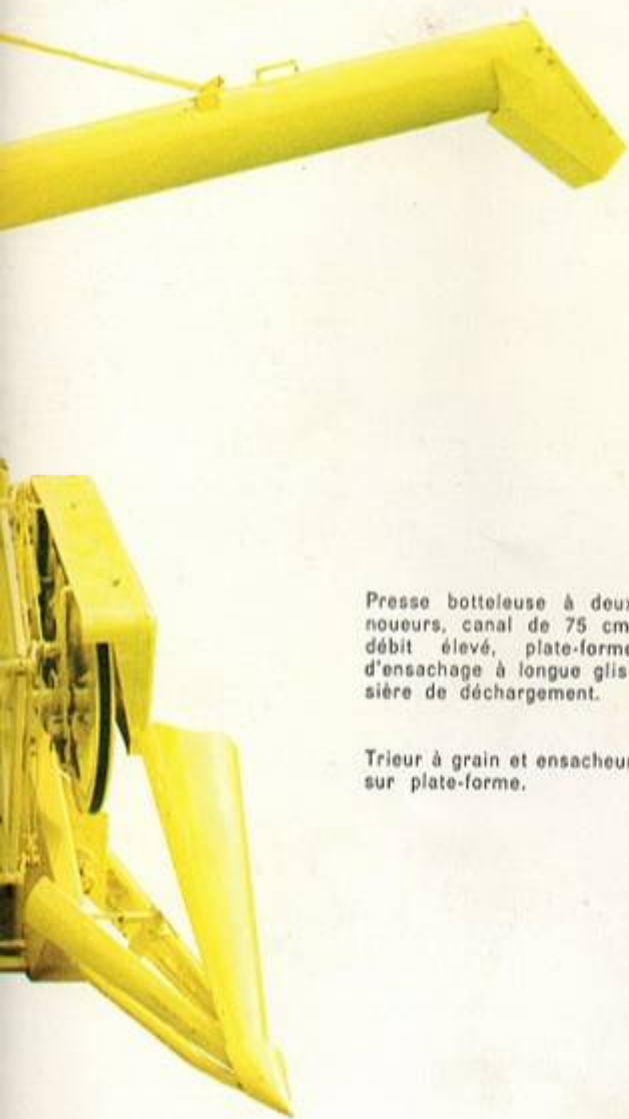 Presse botteleuse à deux
noueurs, canal de 75 cm
débit élevé, plate-forme
d'ensachage à longue glis
sière de déchargement.
Trieur à grain et ensacheur
sur plate-forme.